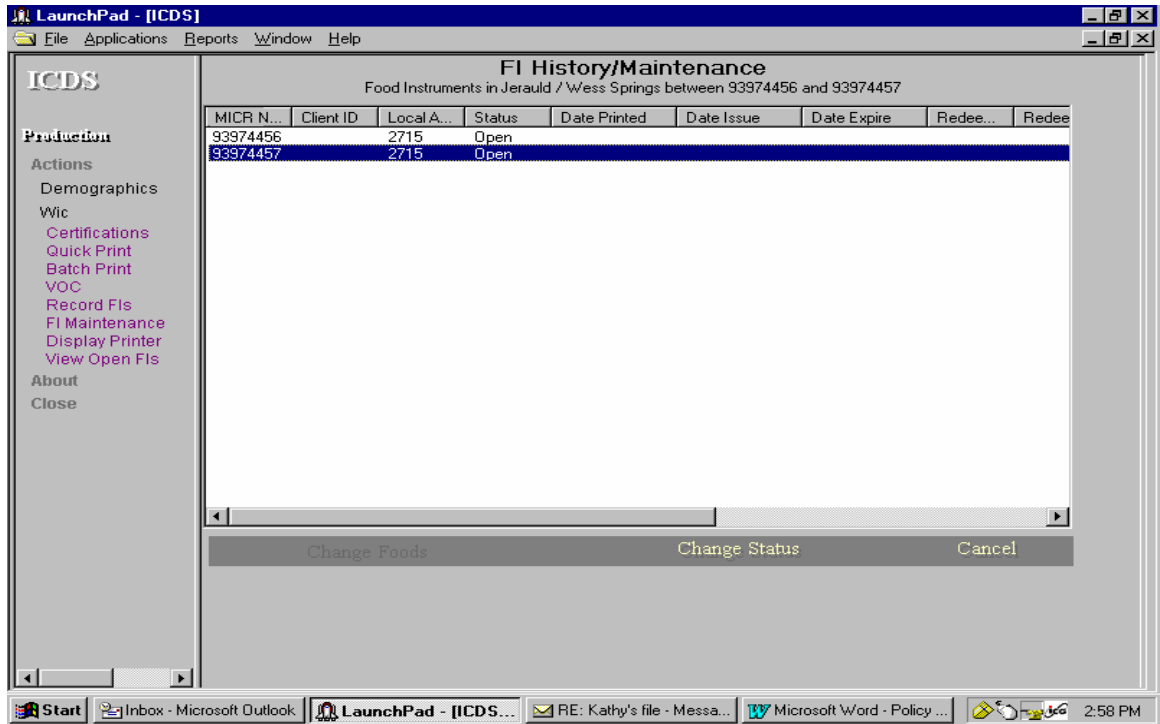 LaunchPad - [ICDS]
File Applications Reports Window Help
ICDS
Production
Actions
Demographics
Wic
Certifications
Quick Print
Batch Print
VOC
Record FIs
FI Maintenance
Display Printer
View Open FIs
About
Close
FI History/Maintenance
Food Instruments in Jerauld / Wess Springs between 93974456 and 93974457
MICR N... Client ID Local A... Status Date Printed Date Issue Date Expire Redee... Redee
93974456 2715 Open
93974457 2715 Open
Change Foods Change Status Cancel
Start Inbox - Microsoft Outlook LaunchPad - [ICDS... RE: Kathy's file - Messa... Microsoft Word - Policy ... 2:58 PM